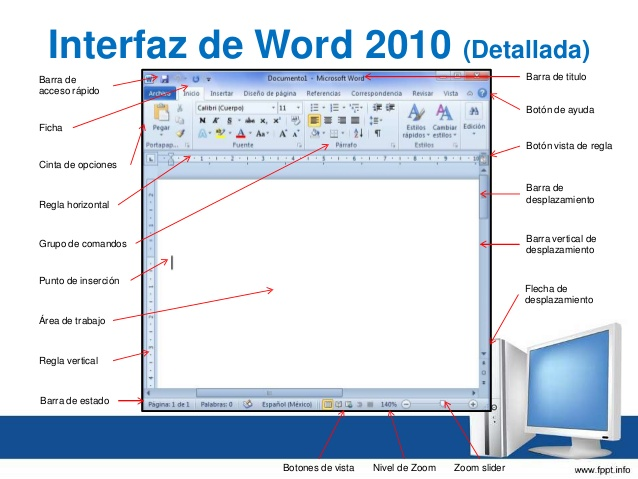 Interfaz de Word 2010 (Detallada)
Barra de
acceso rápido
Ficha
Cinta de opciones
Regla horizontal
Grupo de comandos
Punto de inserción
Área de trabajo
Regla vertical
Barra de estado
Documento1 - Microsoft Word
Archivo Inicio Insertar Diseño de página Referencias Correspondencia Revisar Vista
Calibri (Cuerpo) 11
Pegar
Estilos rápidos
Cambiar estilos
Edición
Portapap... Fuente Párrafo Estilos
Página: 1 de 1 Palabras: 0 Español (México) 140%
Barra de titulo
Botón de ayuda
Botón vista de regla
Barra de
desplazamiento
Barra vertical de
desplazamiento
Flecha de
desplazamiento
Botones de vista Nivel de Zoom Zoom slider
www.fppt.info